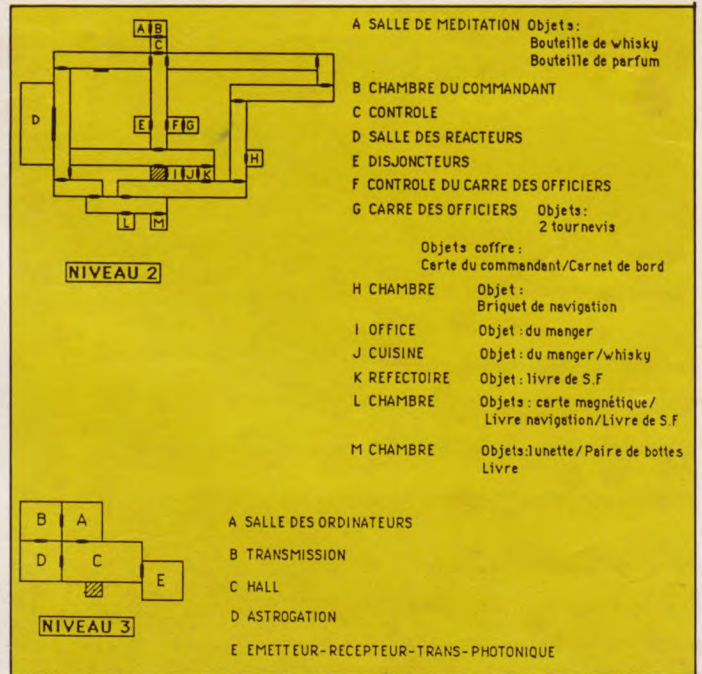 A SALLE DE MEDITATION Objets:
Bouteille de whisky
Bouteille de parfum
B CHAMBRE DU COMMANDANT
C CONTROLE
D SALLE DES REACTEURS
E DISJONCTEURS
F CONTROLE DU CARRE DES OFFICIERS
G CARRE DES OFFICIERS Objets:
2 tournevis
Objets coffre:
Carte du commandant/Carnet de bord
H CHAMBRE Objet:
Briquet de navigation
I OFFICE Objet: du manger
J CUISINE Objet: du manger/whisky
K REFECTOIRE Objet: livre de S.F
L CHAMBRE Objets: carte magnétique/
Livre navigation/Livre de S.F
M CHAMBRE Objets:lunette/Paire de bottes
Livre
A B
C
D
E F G
H
I J K
L M
NIVEAU 2
B A
D C
E
NIVEAU 3
A SALLE DES ORDINATEURS
B TRANSMISSION
C HALL
D ASTROGATION
E EMETTEUR-RECEPTEUR-TRANS-PHOTONIQUE